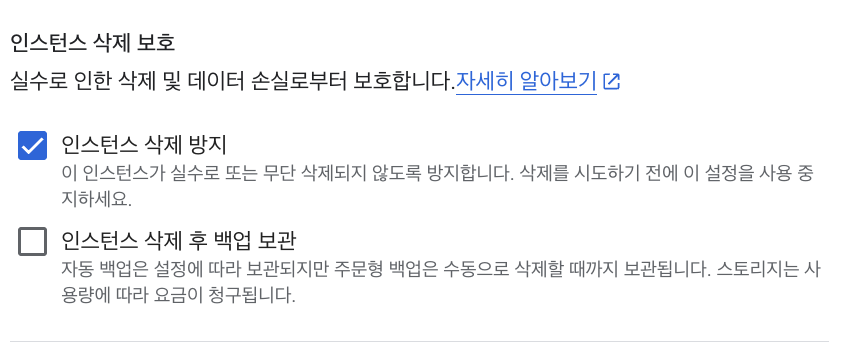 인스턴스 삭제 보호
실수로 인한 삭제 및 데이터 손실로부터 보호합니다.자세히 알아보기
인스턴스 삭제 방지
이 인스턴스가 실수로 또는 무단 삭제되지 않도록 방지합니다. 삭제를 시도하기 전에 이 설정을 사용 중
지하세요.
인스턴스 삭제 후 백업 보관
자동 백업은 설정에 따라 보관되지만 주문형 백업은 수동으로 삭제할 때까지 보관됩니다. 스토리지는 사
용량에 따라 요금이 청구됩니다.